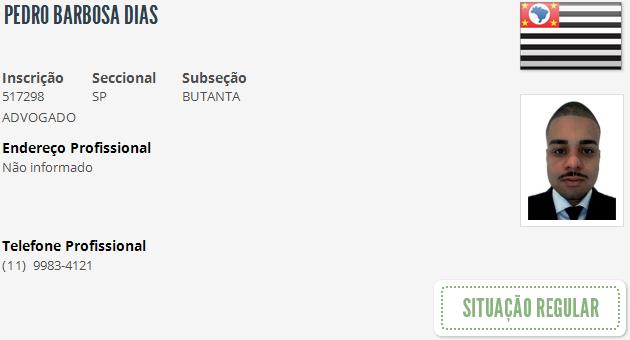 PEDRO BARBOSA DIAS
Inscrição Seccional Subseção
517298 SP BUTANTA
ADVOGADO
Endereço Profissional
Não informado
Telefone Profissional
(11) 9983-4121
SITUAÇÃO REGULAR